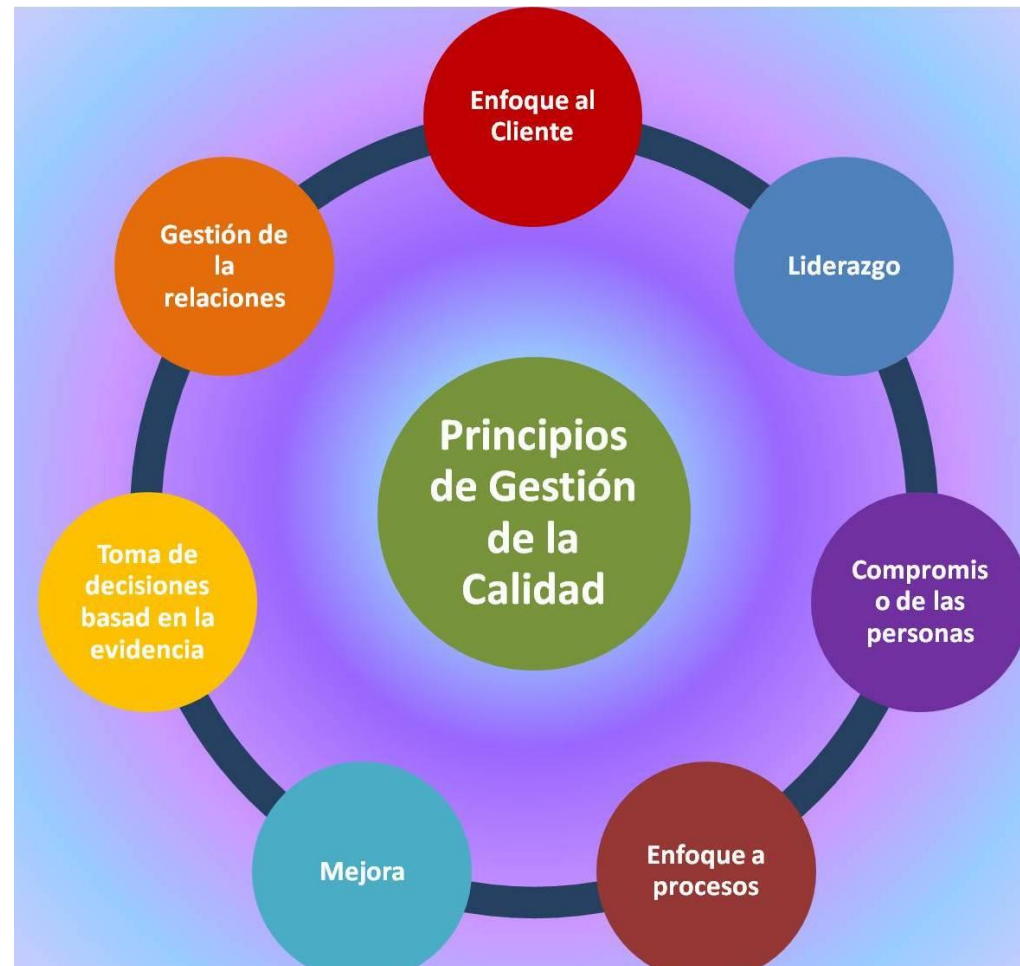 Enfoque al
Cliente
Liderazgo
Compromis
o de las
personas
Enfoque a
procesos
Mejora
Toma de
decisiones
basad en la
evidencia
Gestión de
la
relaciones
Principios
de Gestión
de la
Calidad